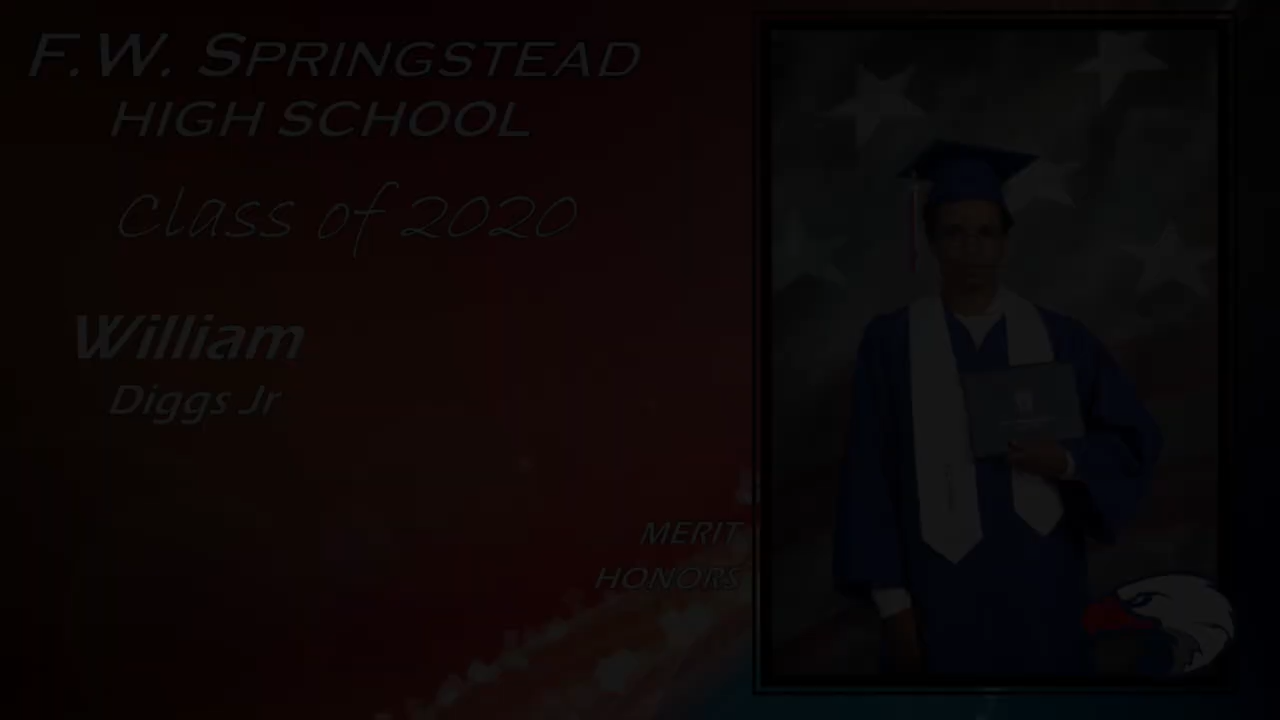 F.W. SPRINGSTEAD
HIGH SCHOOL
Class of 2020
William
Diggs Jr
MERIT
HONORS